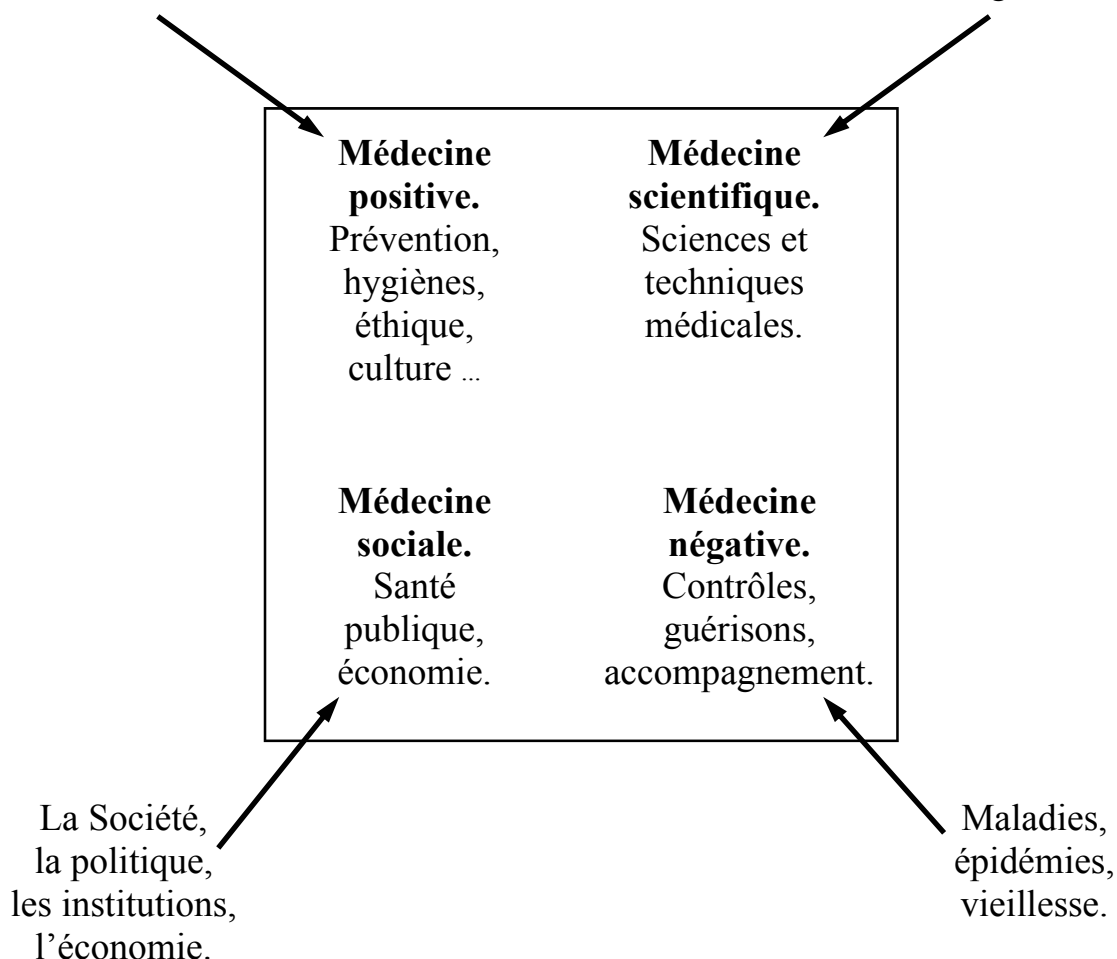 Médecine
positive.
Prévention,
hygiènes,
éthique,
culture ...
Médecine
scientifique.
Sciences et
techniques
médicales.
Médecine
sociale.
Santé
publique,
économie.
Médecine
négative.
Contrôles,
guérisons,
accompagnement.
La Société,
la politique,
les institutions,
l’économie.
Maladies,
épidémies,
vieillesse.